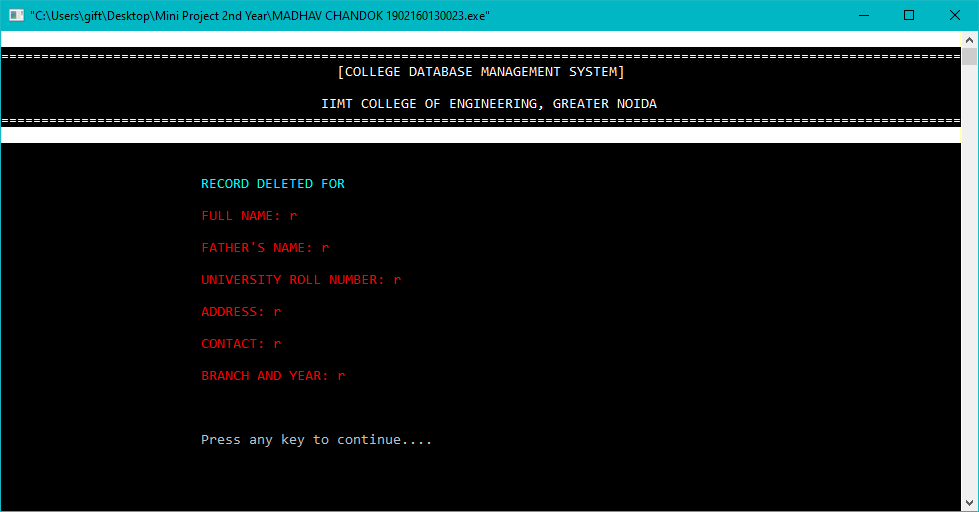 "C:\Users\gift\Desktop\Mini Project 2nd Year\MADHAV CHANDOK 1902160130023.exe"
========================================================================================================================
[COLLEGE DATABASE MANAGEMENT SYSTEM]
IIMT COLLEGE OF ENGINEERING, GREATER NOIDA
========================================================================================================================
RECORD DELETED FOR
FULL NAME: r
FATHER'S NAME: r
UNIVERSITY ROLL NUMBER: r
ADDRESS: r
CONTACT: r
BRANCH AND YEAR: r
Press any key to continue....